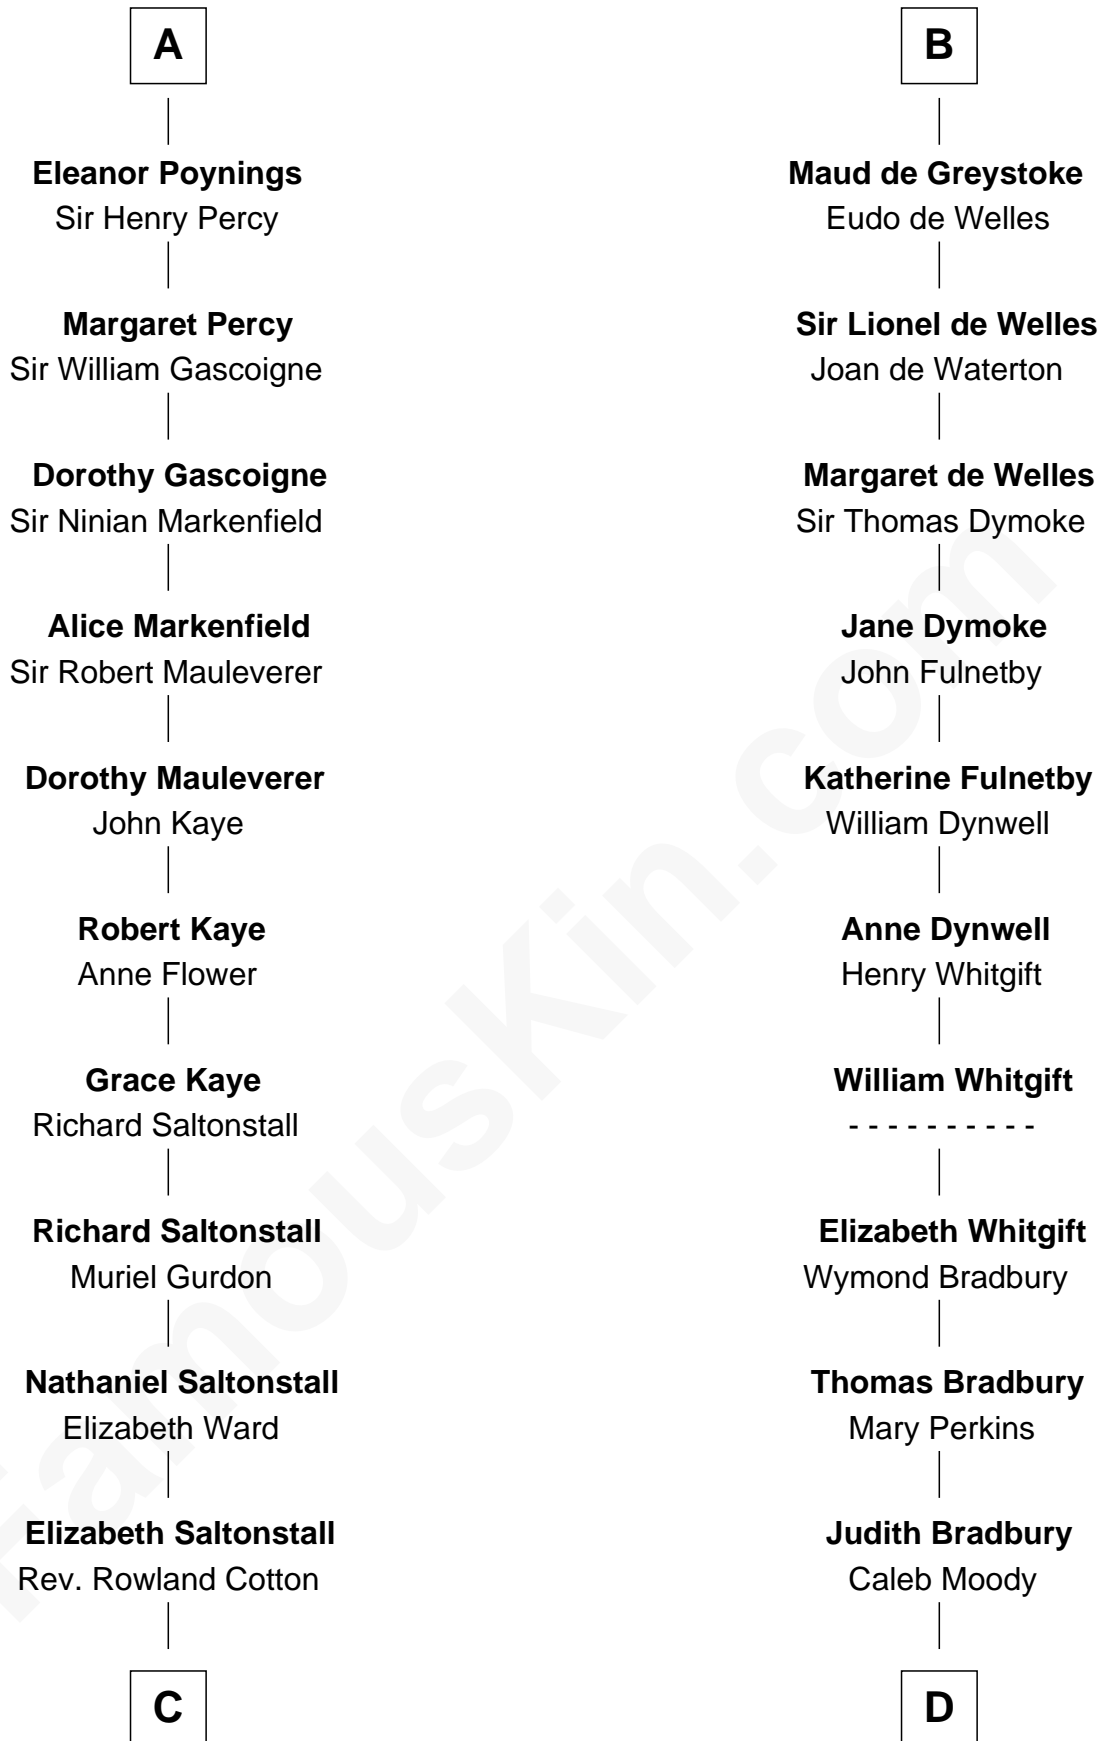 A
Eleanor Poynings
Sir Henry Percy
Margaret Percy
Sir William Gascoigne
Dorothy Gascoigne
Sir Ninian Markenfield
Alice Markenfield
Sir Robert Mauleverer
Dorothy Mauleverer
John Kaye
Robert Kaye
Anne Flower
Grace Kaye
Richard Saltonstall
Richard Saltonstall
Muriel Gurdon
Nathaniel Saltonstall
Elizabeth Ward
Elizabeth Saltonstall
Rev. Rowland Cotton
C
B
Maud de Greystoke
Eudo de Welles
Sir Lionel de Welles
Joan de Waterton
Margaret de Welles
Sir Thomas Dymoke
Jane Dymoke
John Fulnetby
Katherine Fulnetby
William Dynwell
Anne Dynwell
Henry Whitgift
William Whitgift
- - - - - - - - - -
Elizabeth Whitgift
Wymond Bradbury
Thomas Bradbury
Mary Perkins
Judith Bradbury
Caleb Moody
D
FamousKin.com